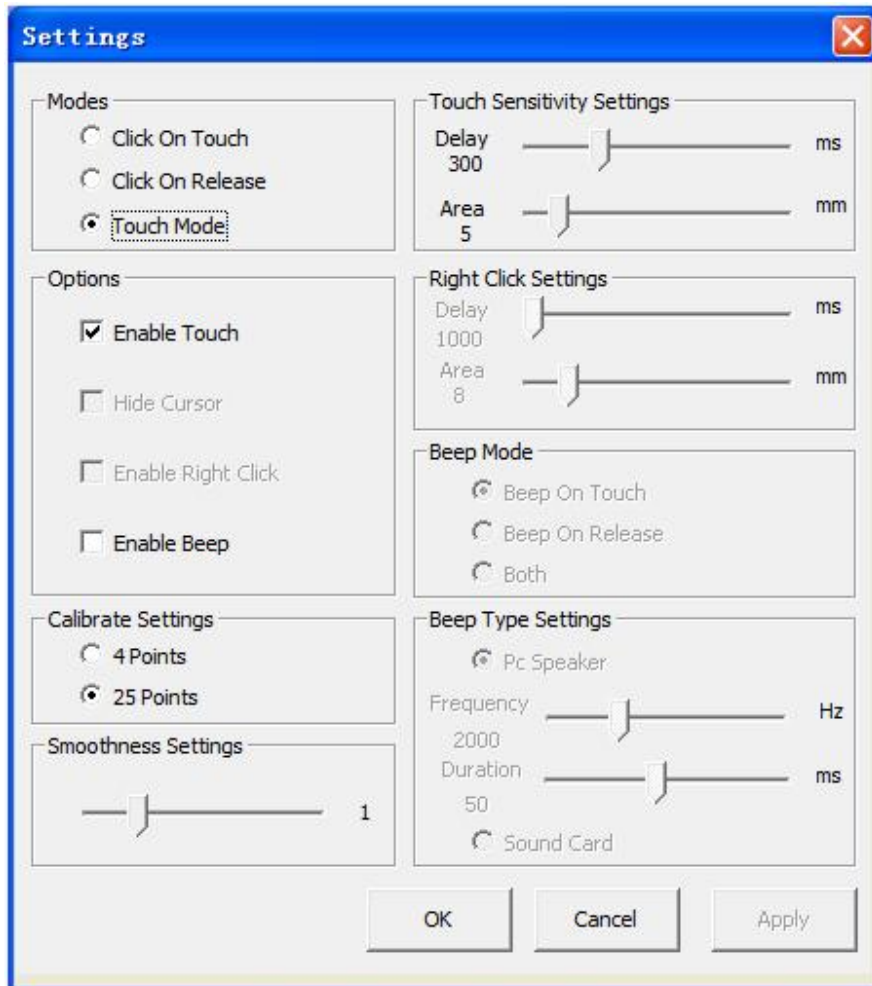 Settings
Modes
Click On Touch
Click On Release
Touch Mode
Options
Enable Touch
Hide Cursor
Enable Right Click
Enable Beep
Calibrate Settings
4 Points
25 Points
Smoothness Settings
1
Touch Sensitivity Settings
Delay
300
ms
Area
5
mm
Right Click Settings
Delay
1000
ms
Area
8
mm
Beep Mode
Beep On Touch
Beep On Release
Both
Beep Type Settings
Pc Speaker
Frequency
2000
Hz
Duration
50
ms
Sound Card
OK
Cancel
Apply